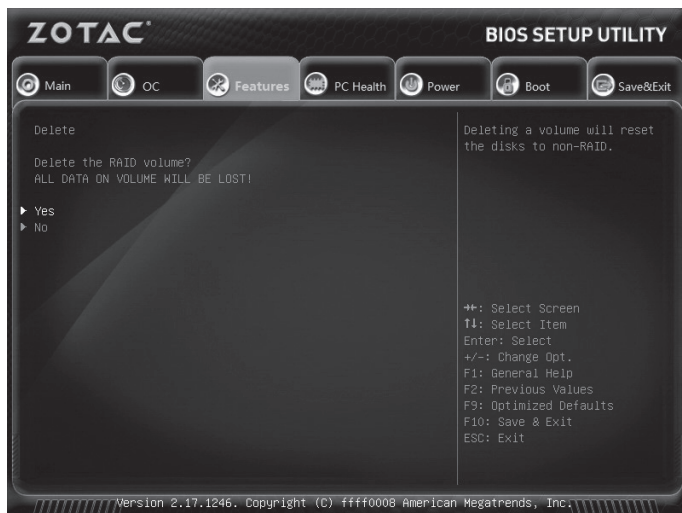 ZOTAC
BIOS SETUP UTILITY
Main
OC
Features
PC Health
Power
Boot
Save&Exit
Delete
Delete the RAID volume?
ALL DATA ON VOLUME WILL BE LOST!
▶ Yes
▶ No
Deleting a volume will reset
the disks to non-RAID.
→←: Select Screen
↑↓: Select Item
Enter: Select
+/-: Change Opt.
F1: General Help
F2: Previous Values
F9: Optimized Defaults
F10: Save & Exit
ESC: Exit
Version 2.17.1246. Copyright (C) ffff0008 American Megatrends, Inc.